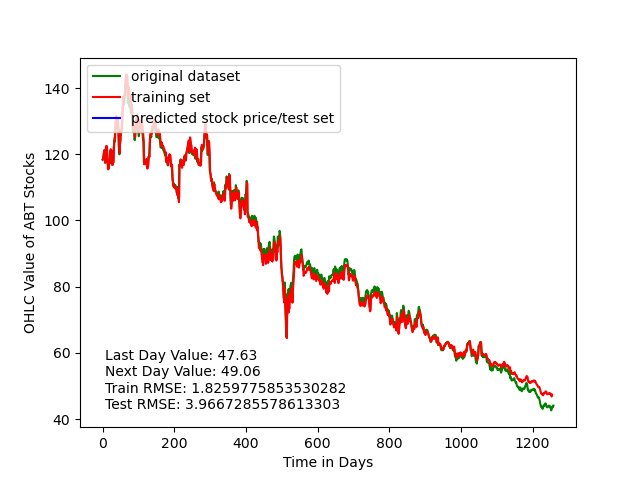 original dataset
training set
predicted stock price/test set
140
120
100
80
60
40
OHLC Value of ABT Stocks
Last Day Value: 47.63
Next Day Value: 49.06
Train RMSE: 1.8259775853530282
Test RMSE: 3.9667285578613303
0 200 400 600 800 1000 1200
Time in Days